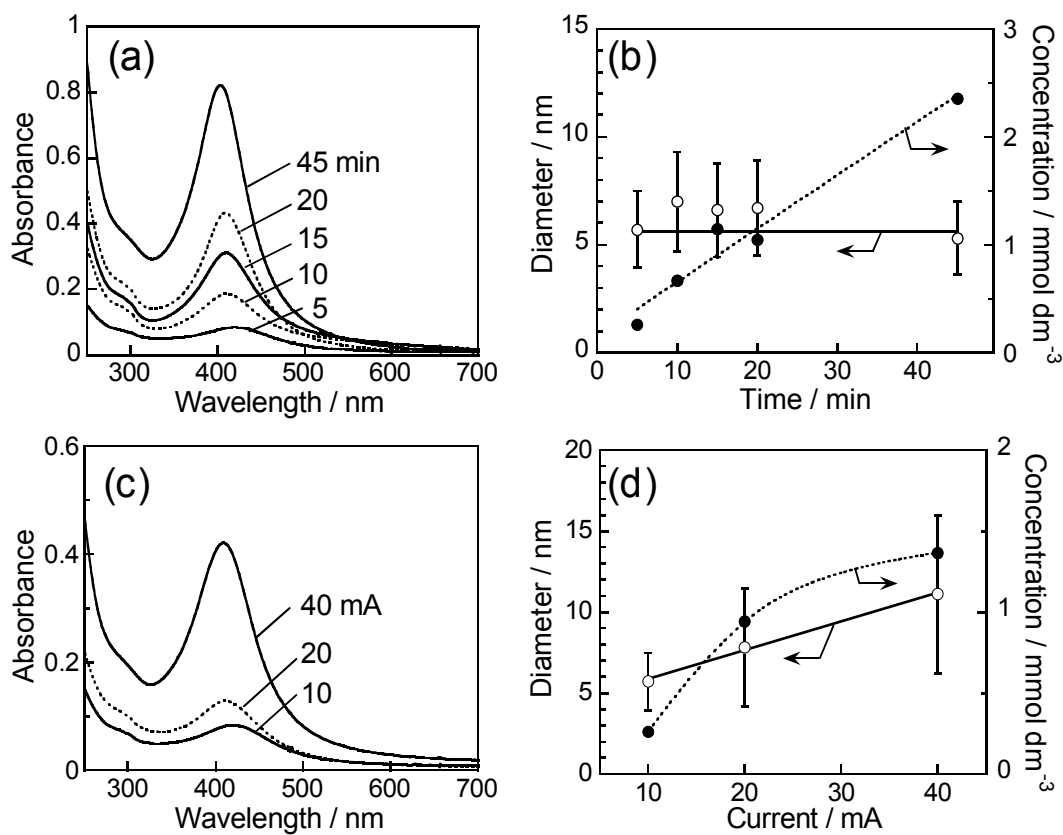 (a)
1
0.8
0.6
0.4
0.2
0
Absorbance
45 min
20
15
10
5
300 400 500 600 700
Wavelength / nm
(b)
15
10
5
0
Diameter / nm
3
2
1
0
Concentration / mmol dm⁻³
0 10 20 30 40
Time / min
(c)
0.6
0.4
0.2
0
Absorbance
40 mA
20
10
300 400 500 600 700
Wavelength / nm
(d)
20
15
10
5
0
Diameter / nm
2
1
0
Concentration / mmol dm⁻³
10 20 30 40
Current / mA